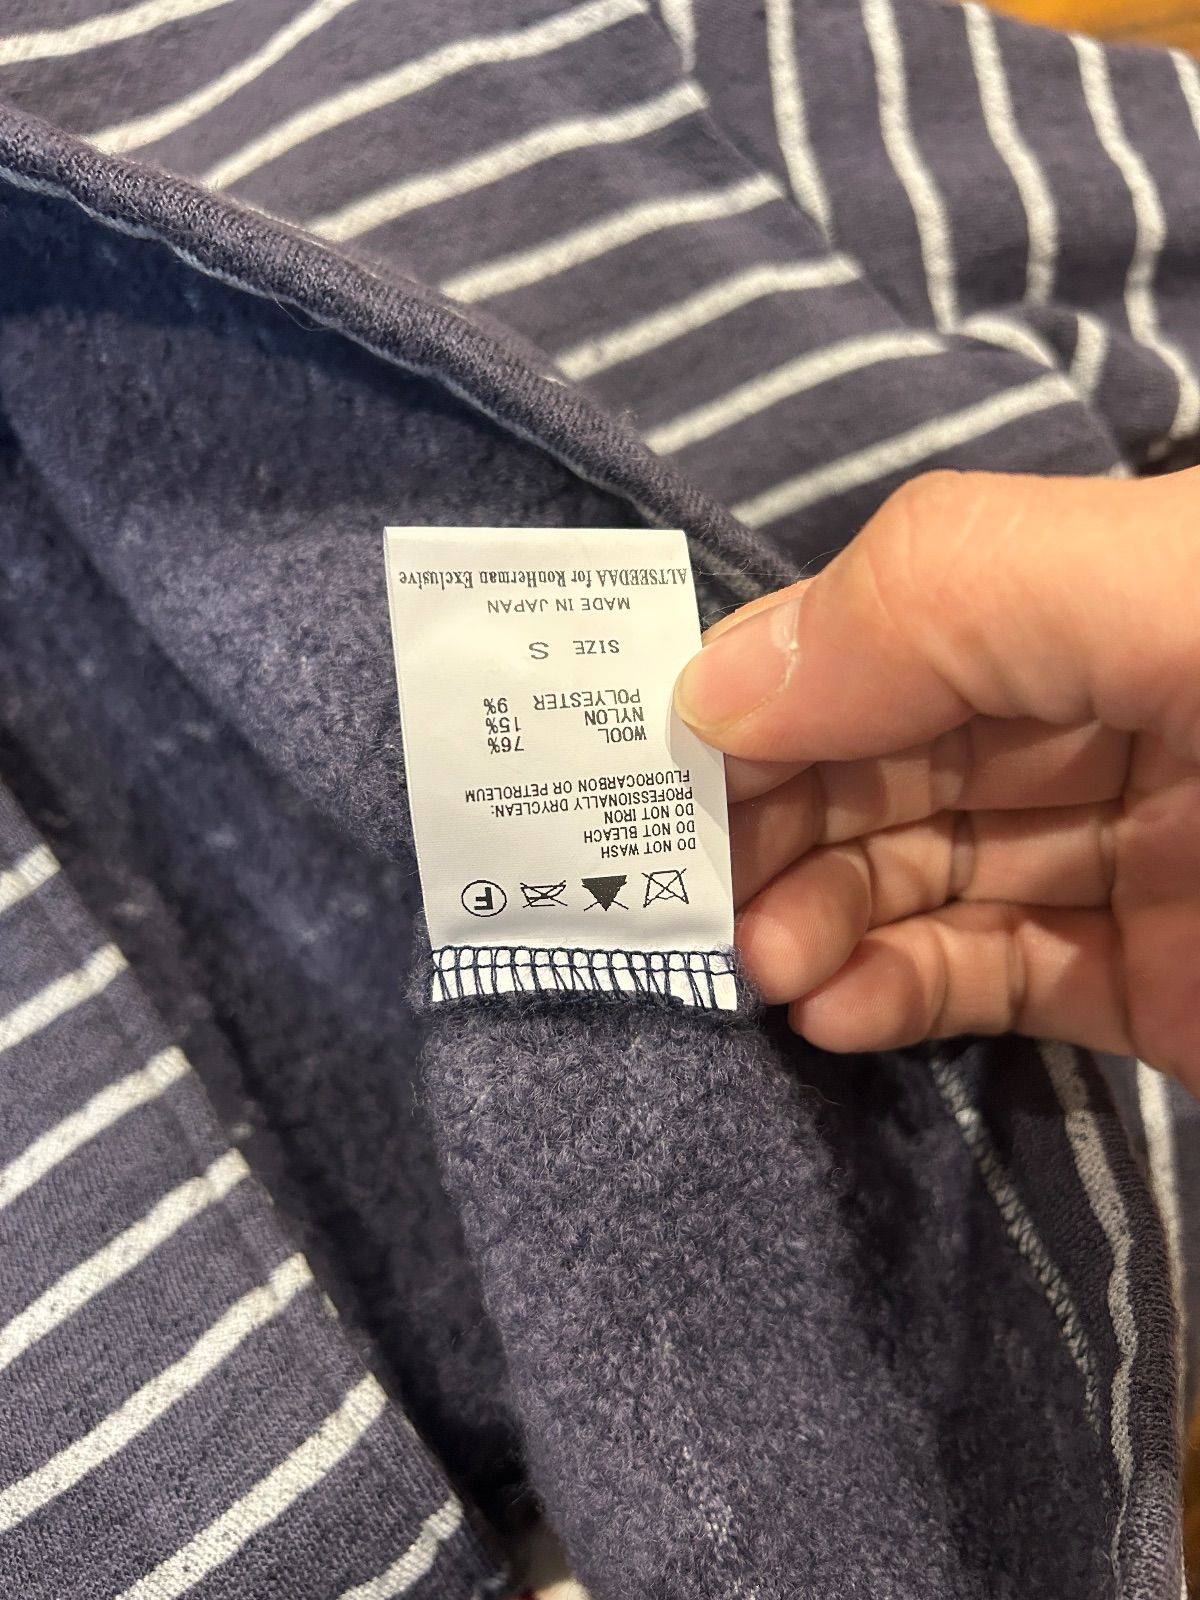 ALTSEEDAA for RonHerman Exclusive
MADE IN JAPAN
SIZE S
POLYESTER 9%
NYLON 15%
WOOL 76%
FLUOROCARBON OR PETROLEUM
PROFESSIONALLY DRYCLEAN:
DO NOT IRON
DO NOT BLEACH
DO NOT WASH
F